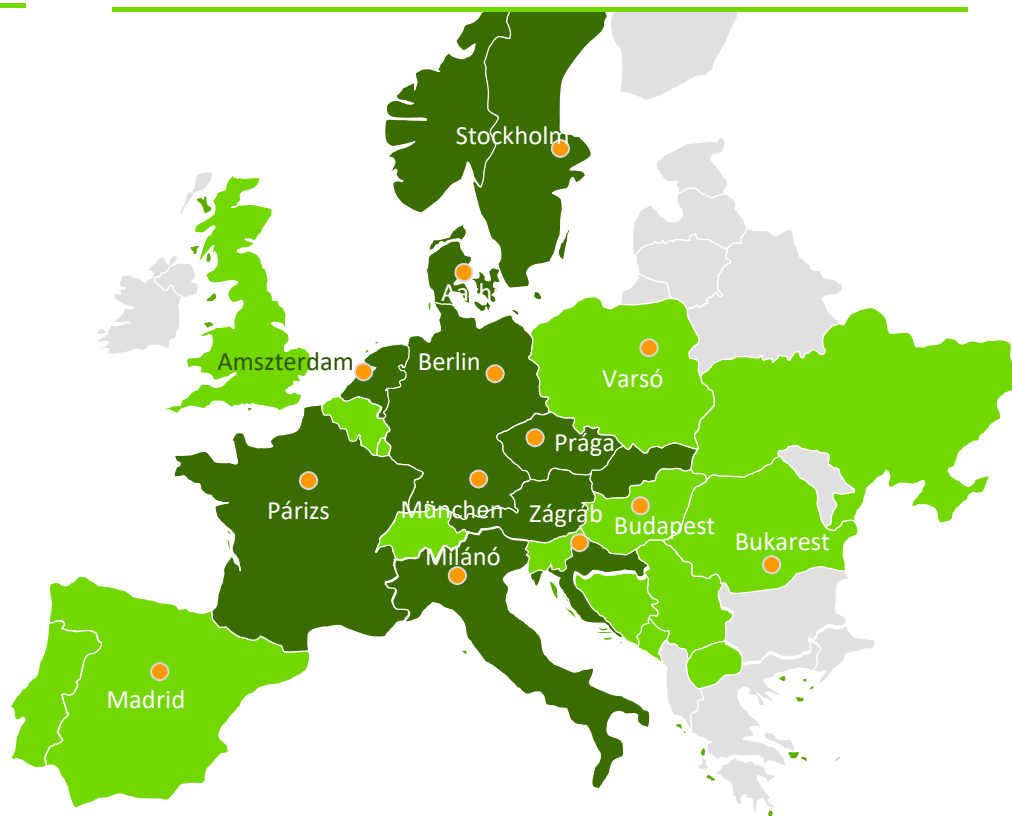 Stockholm
Amszterdam
Berlin
Varsó
Prága
Párizs
München
Zágráb
Budapest
Bukarest
Milánó
Madrid